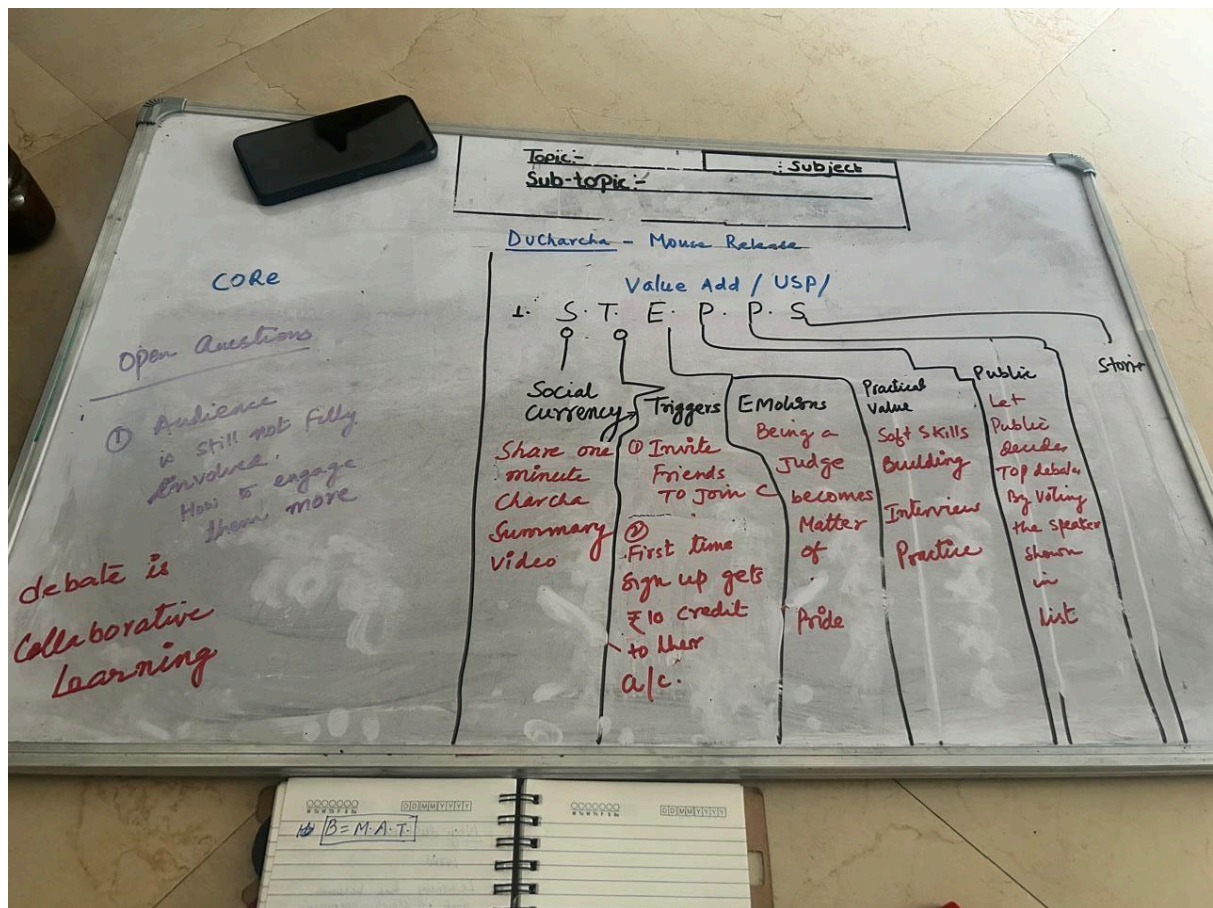 Topic:-
: Subject
Sub-topic:-
Ducharcha - Mouse Release
CORe
Open Questions
① Audience
is still not fully
involved.
How to engage
them more
debate is
Collaborative
Learning
Value Add / USP/
1. S. T. E. P. P. S
Social
Currency
Share one
minute
Charcha
Summary
Video
Triggers
① Invite
Friends
To Join C
②
First time
sign up gets
₹10 credit
to their
a/c.
EMotions
Being a
Judge
becomes
Matter
of
Pride
Practical
Value
Soft Skills
Building
Interview
Practice
Public
Let
Public
decide
Top debater
By Voting
the speaker
shown
in
list
B=M.A.T.